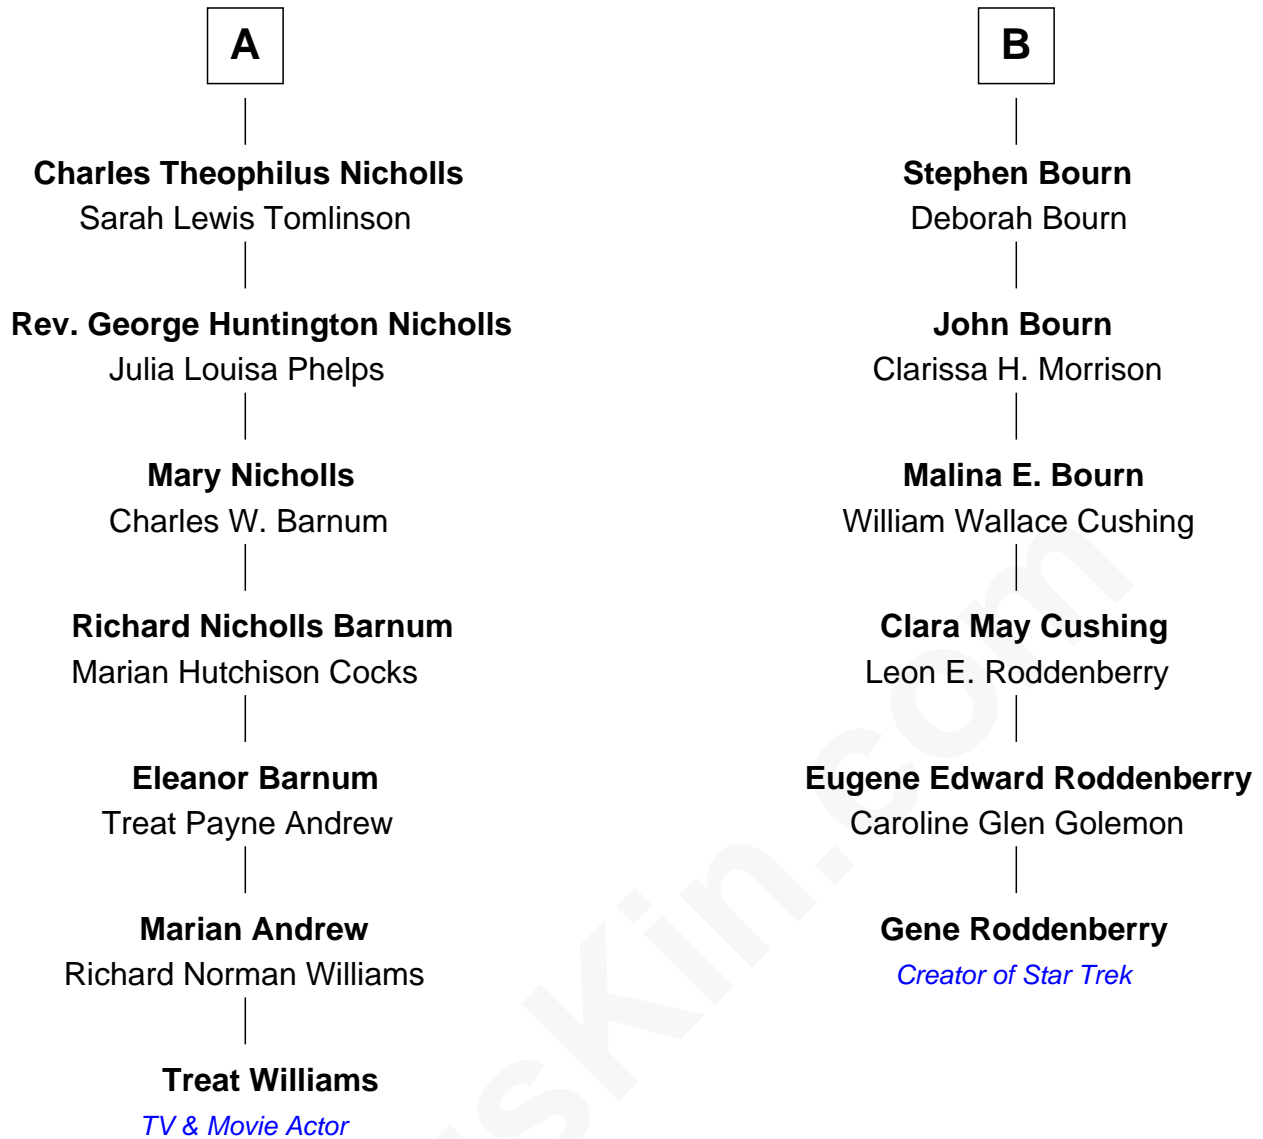 A
Charles Theophilus Nicholls
Sarah Lewis Tomlinson
Rev. George Huntington Nicholls
Julia Louisa Phelps
Mary Nicholls
Charles W. Barnum
Richard Nicholls Barnum
Marian Hutchison Cocks
Eleanor Barnum
Treat Payne Andrew
Marian Andrew
Richard Norman Williams
Treat Williams
TV & Movie Actor
B
Stephen Bourn
Deborah Bourn
John Bourn
Clarissa H. Morrison
Malina E. Bourn
William Wallace Cushing
Clara May Cushing
Leon E. Roddenberry
Eugene Edward Roddenberry
Caroline Glen Golemon
Gene Roddenberry
Creator of Star Trek